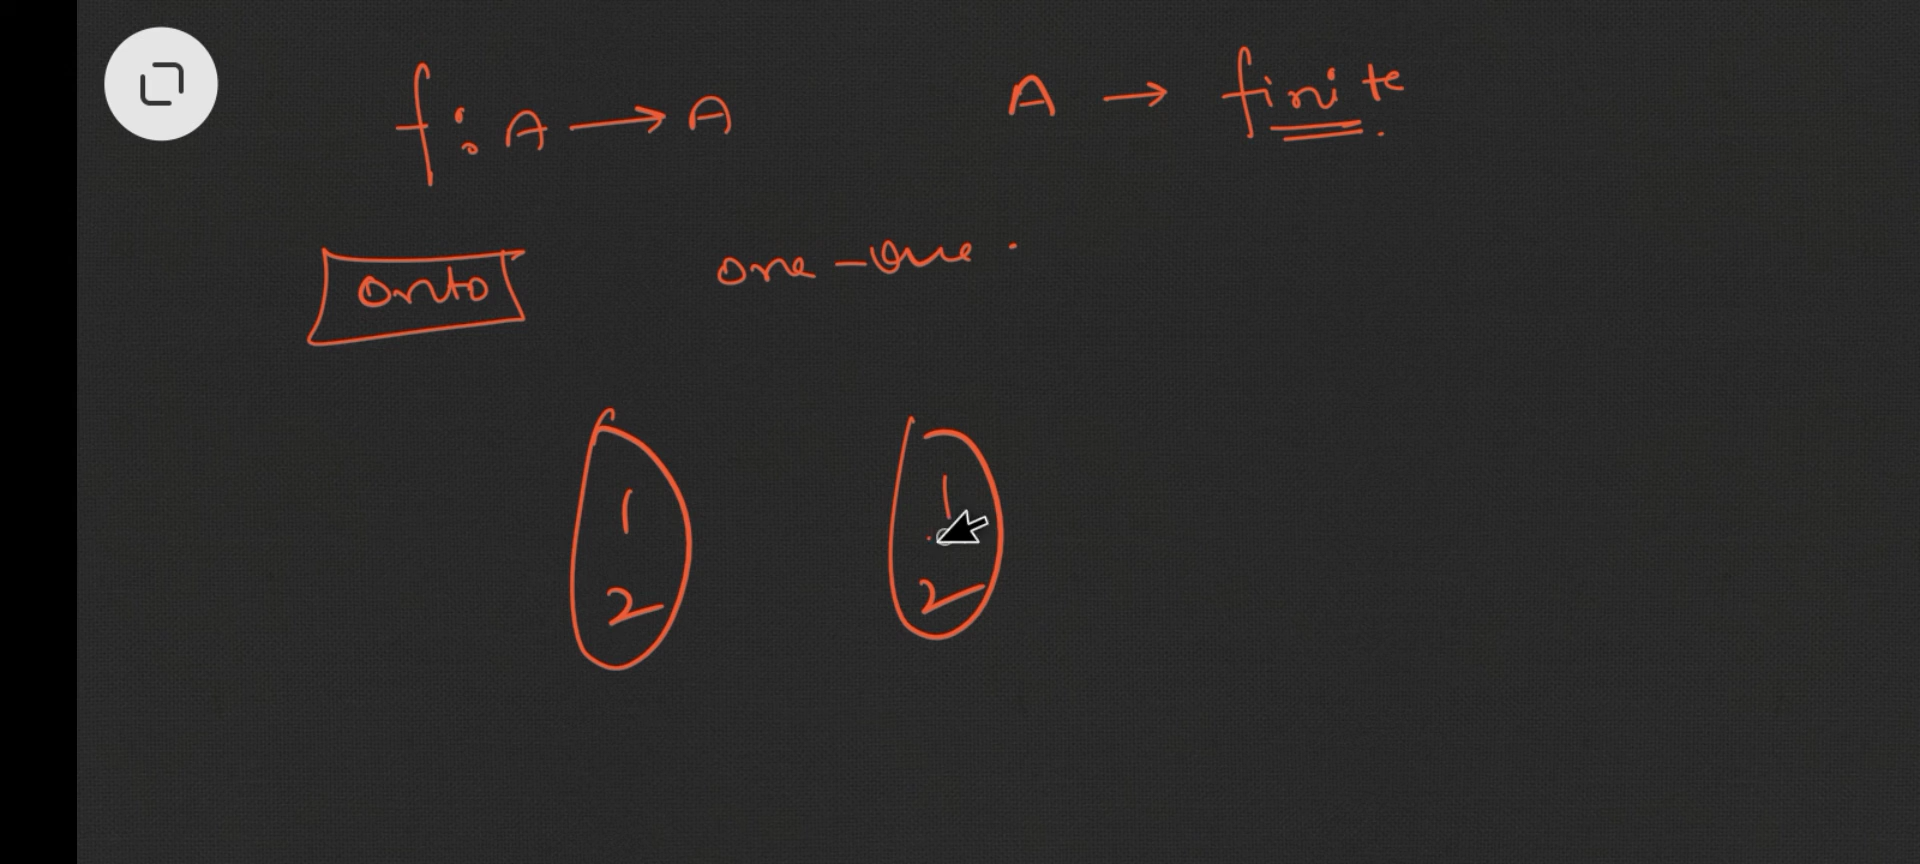 f : A → A
A → finite.
onto
one-one.
1
2
1
2